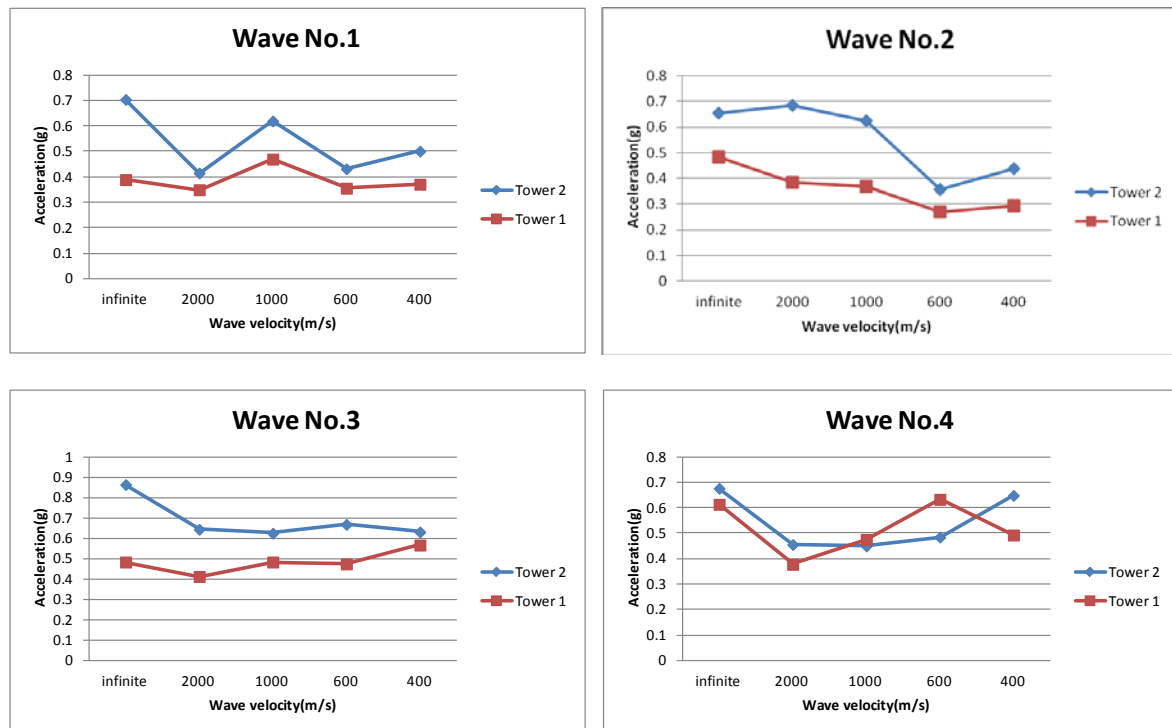 Wave No.1
Acceleration(g)
0.8
0.7
0.6
0.5
0.4
0.3
0.2
0.1
0
infinite 2000 1000 600 400
Wave velocity(m/s)
Tower 2
Tower 1
Wave No.2
Acceleration(g)
0.8
0.7
0.6
0.5
0.4
0.3
0.2
0.1
0
infinite 2000 1000 600 400
Wave velocity(m/s)
Tower 2
Tower 1
Wave No.3
Acceleration(g)
1
0.9
0.8
0.7
0.6
0.5
0.4
0.3
0.2
0.1
0
infinite 2000 1000 600 400
Wave velocity(m/s)
Tower 2
Tower 1
Wave No.4
Acceleration(g)
0.8
0.7
0.6
0.5
0.4
0.3
0.2
0.1
0
infinite 2000 1000 600 400
Wave velocity(m/s)
Tower 2
Tower 1